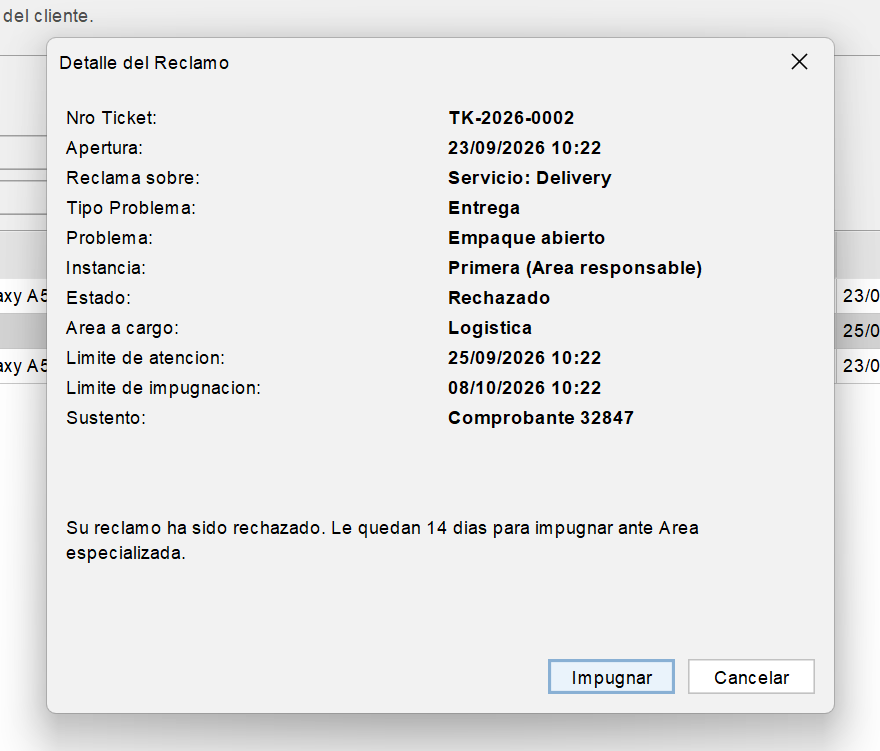 del cliente.
Detalle del Reclamo
Nro Ticket: TK-2026-0002
Apertura: 23/09/2026 10:22
Reclama sobre: Servicio: Delivery
Tipo Problema: Entrega
Problema: Empaque abierto
Instancia: Primera (Area responsable)
Estado: Rechazado
axy A5 23/0
Area a cargo: Logistica
25/0
Limite de atencion: 25/09/2026 10:22
axy A5 23/0
Limite de impugnacion: 08/10/2026 10:22
Sustento: Comprobante 32847
Su reclamo ha sido rechazado. Le quedan 14 dias para impugnar ante Area
especializada.
Impugnar Cancelar